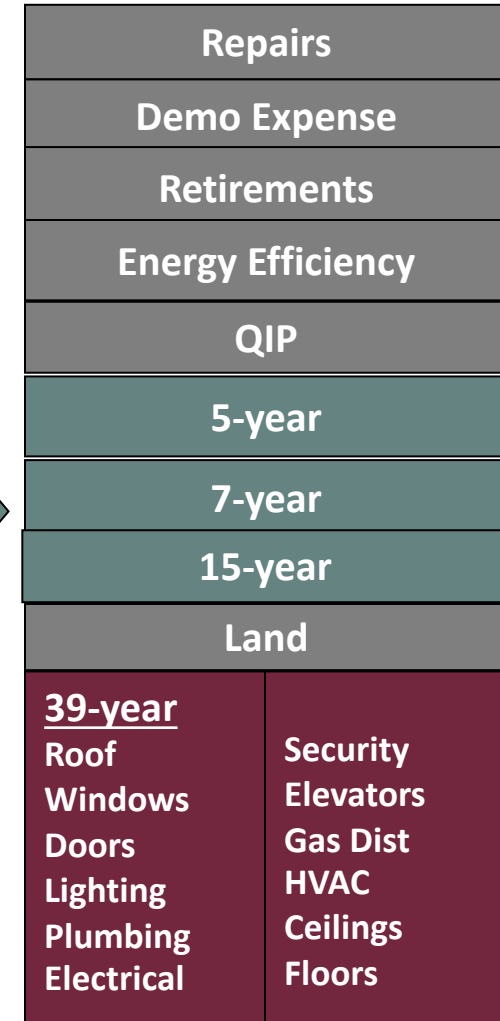 Repairs
Demo Expense
Retirements
Energy Efficiency
QIP
5-year
7-year
15-year
Land
39-year
Roof
Windows
Doors
Lighting
Plumbing
Electrical
Security
Elevators
Gas Dist
HVAC
Ceilings
Floors